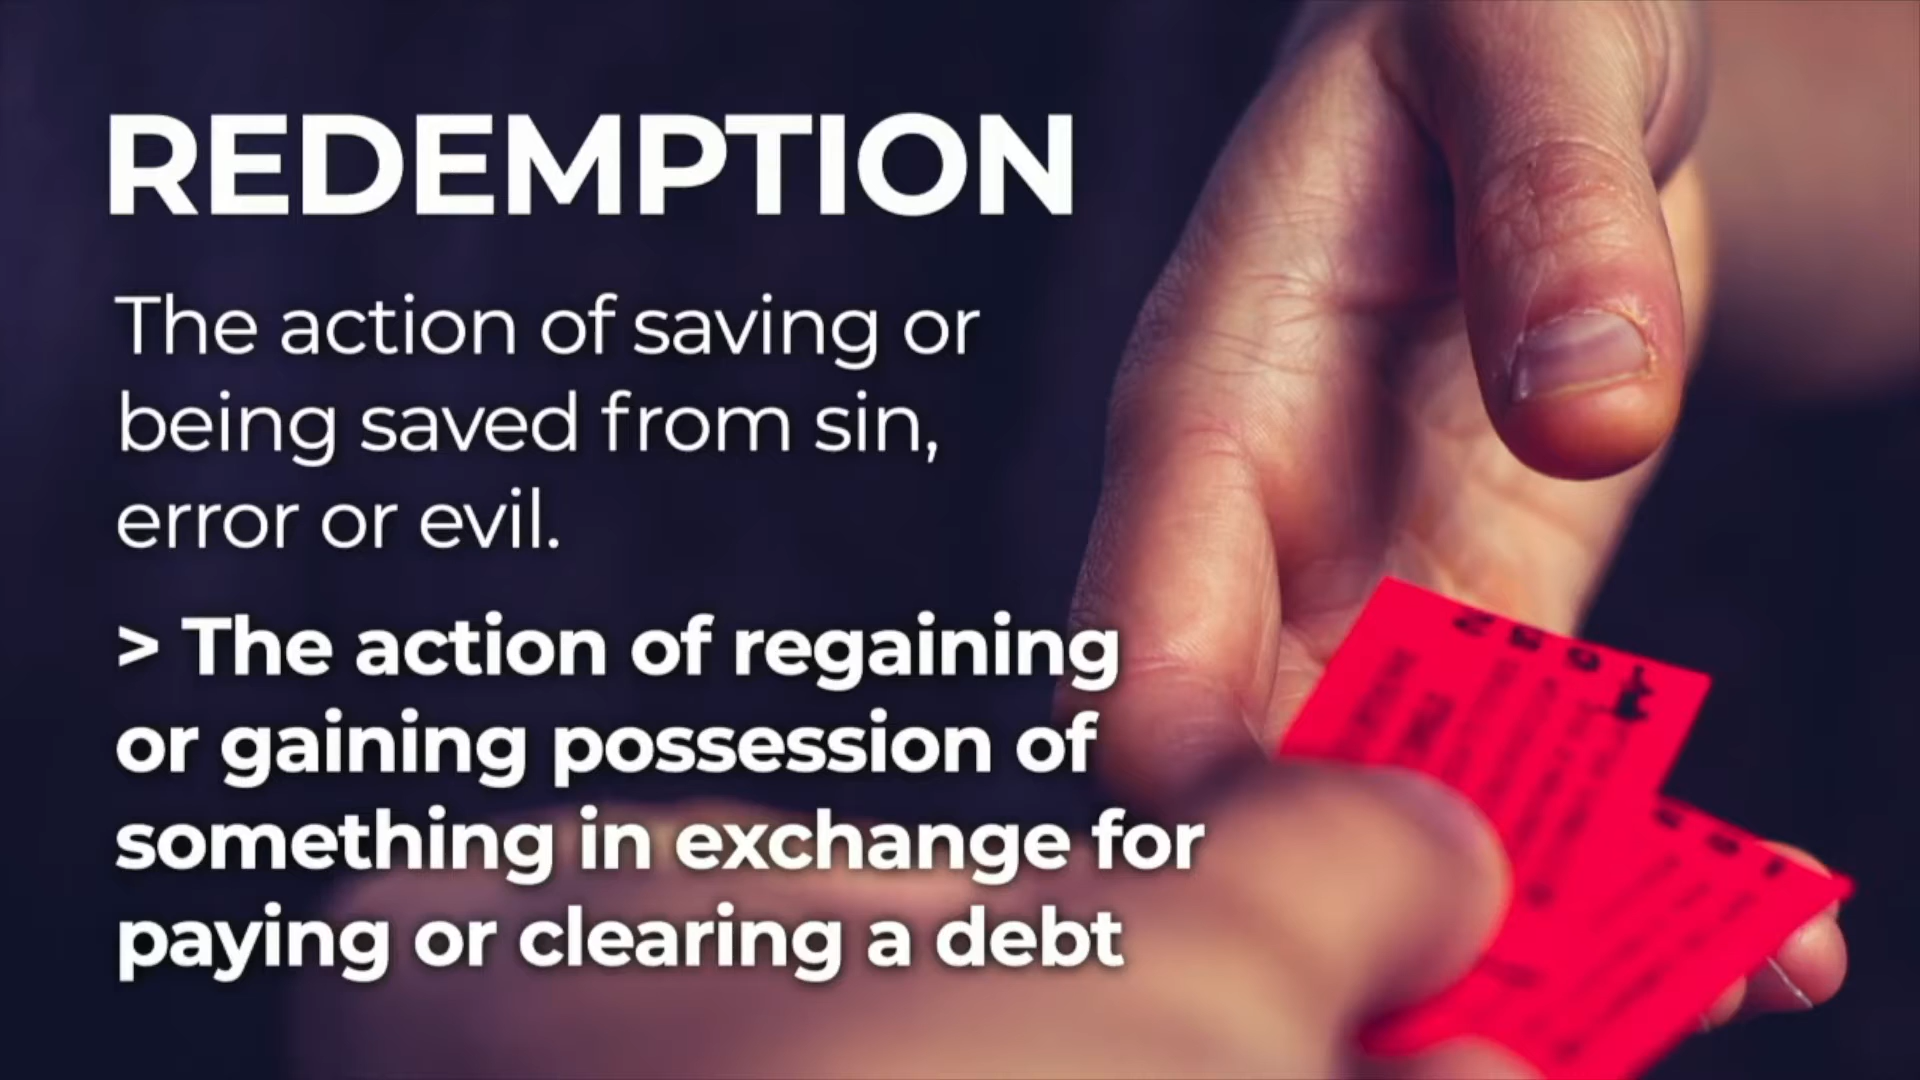 REDEMPTION
The action of saving or
being saved from sin,
error or evil.
> The action of regaining
or gaining possession of
something in exchange for
paying or clearing a debt